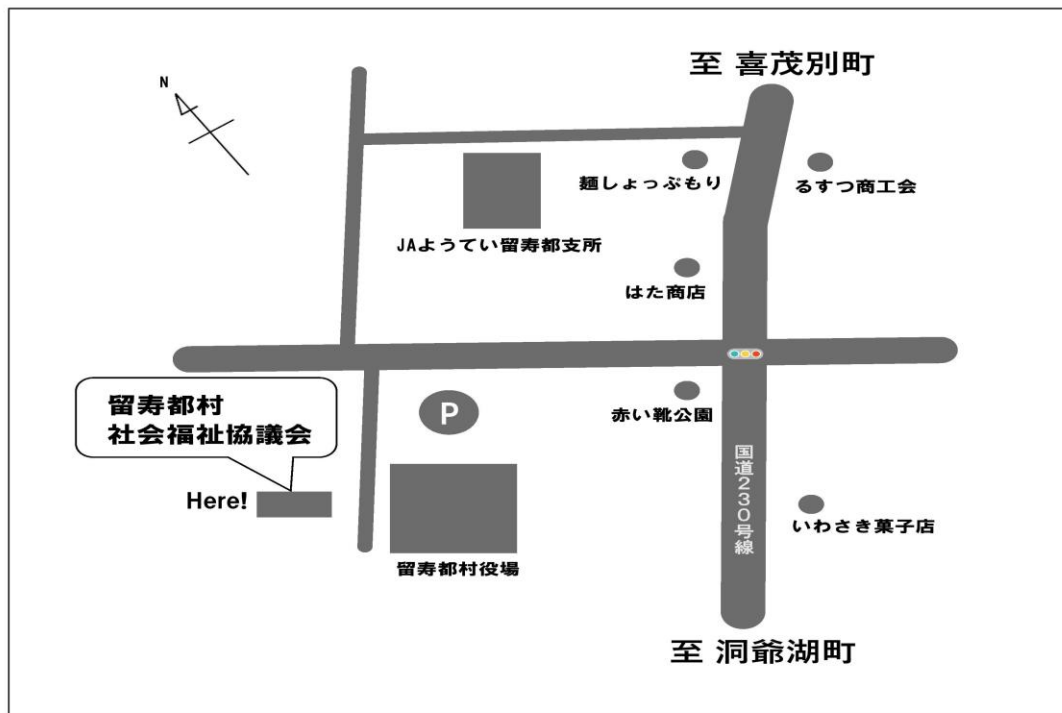 至 喜茂別町
N
麺しょっぷもり
るすつ商工会
JAようてい留寿都支所
はた商店
留寿都村
社会福祉協議会
P
赤い靴公園
国道230号線
Here!
いわさき菓子店
留寿都村役場
至 洞爺湖町